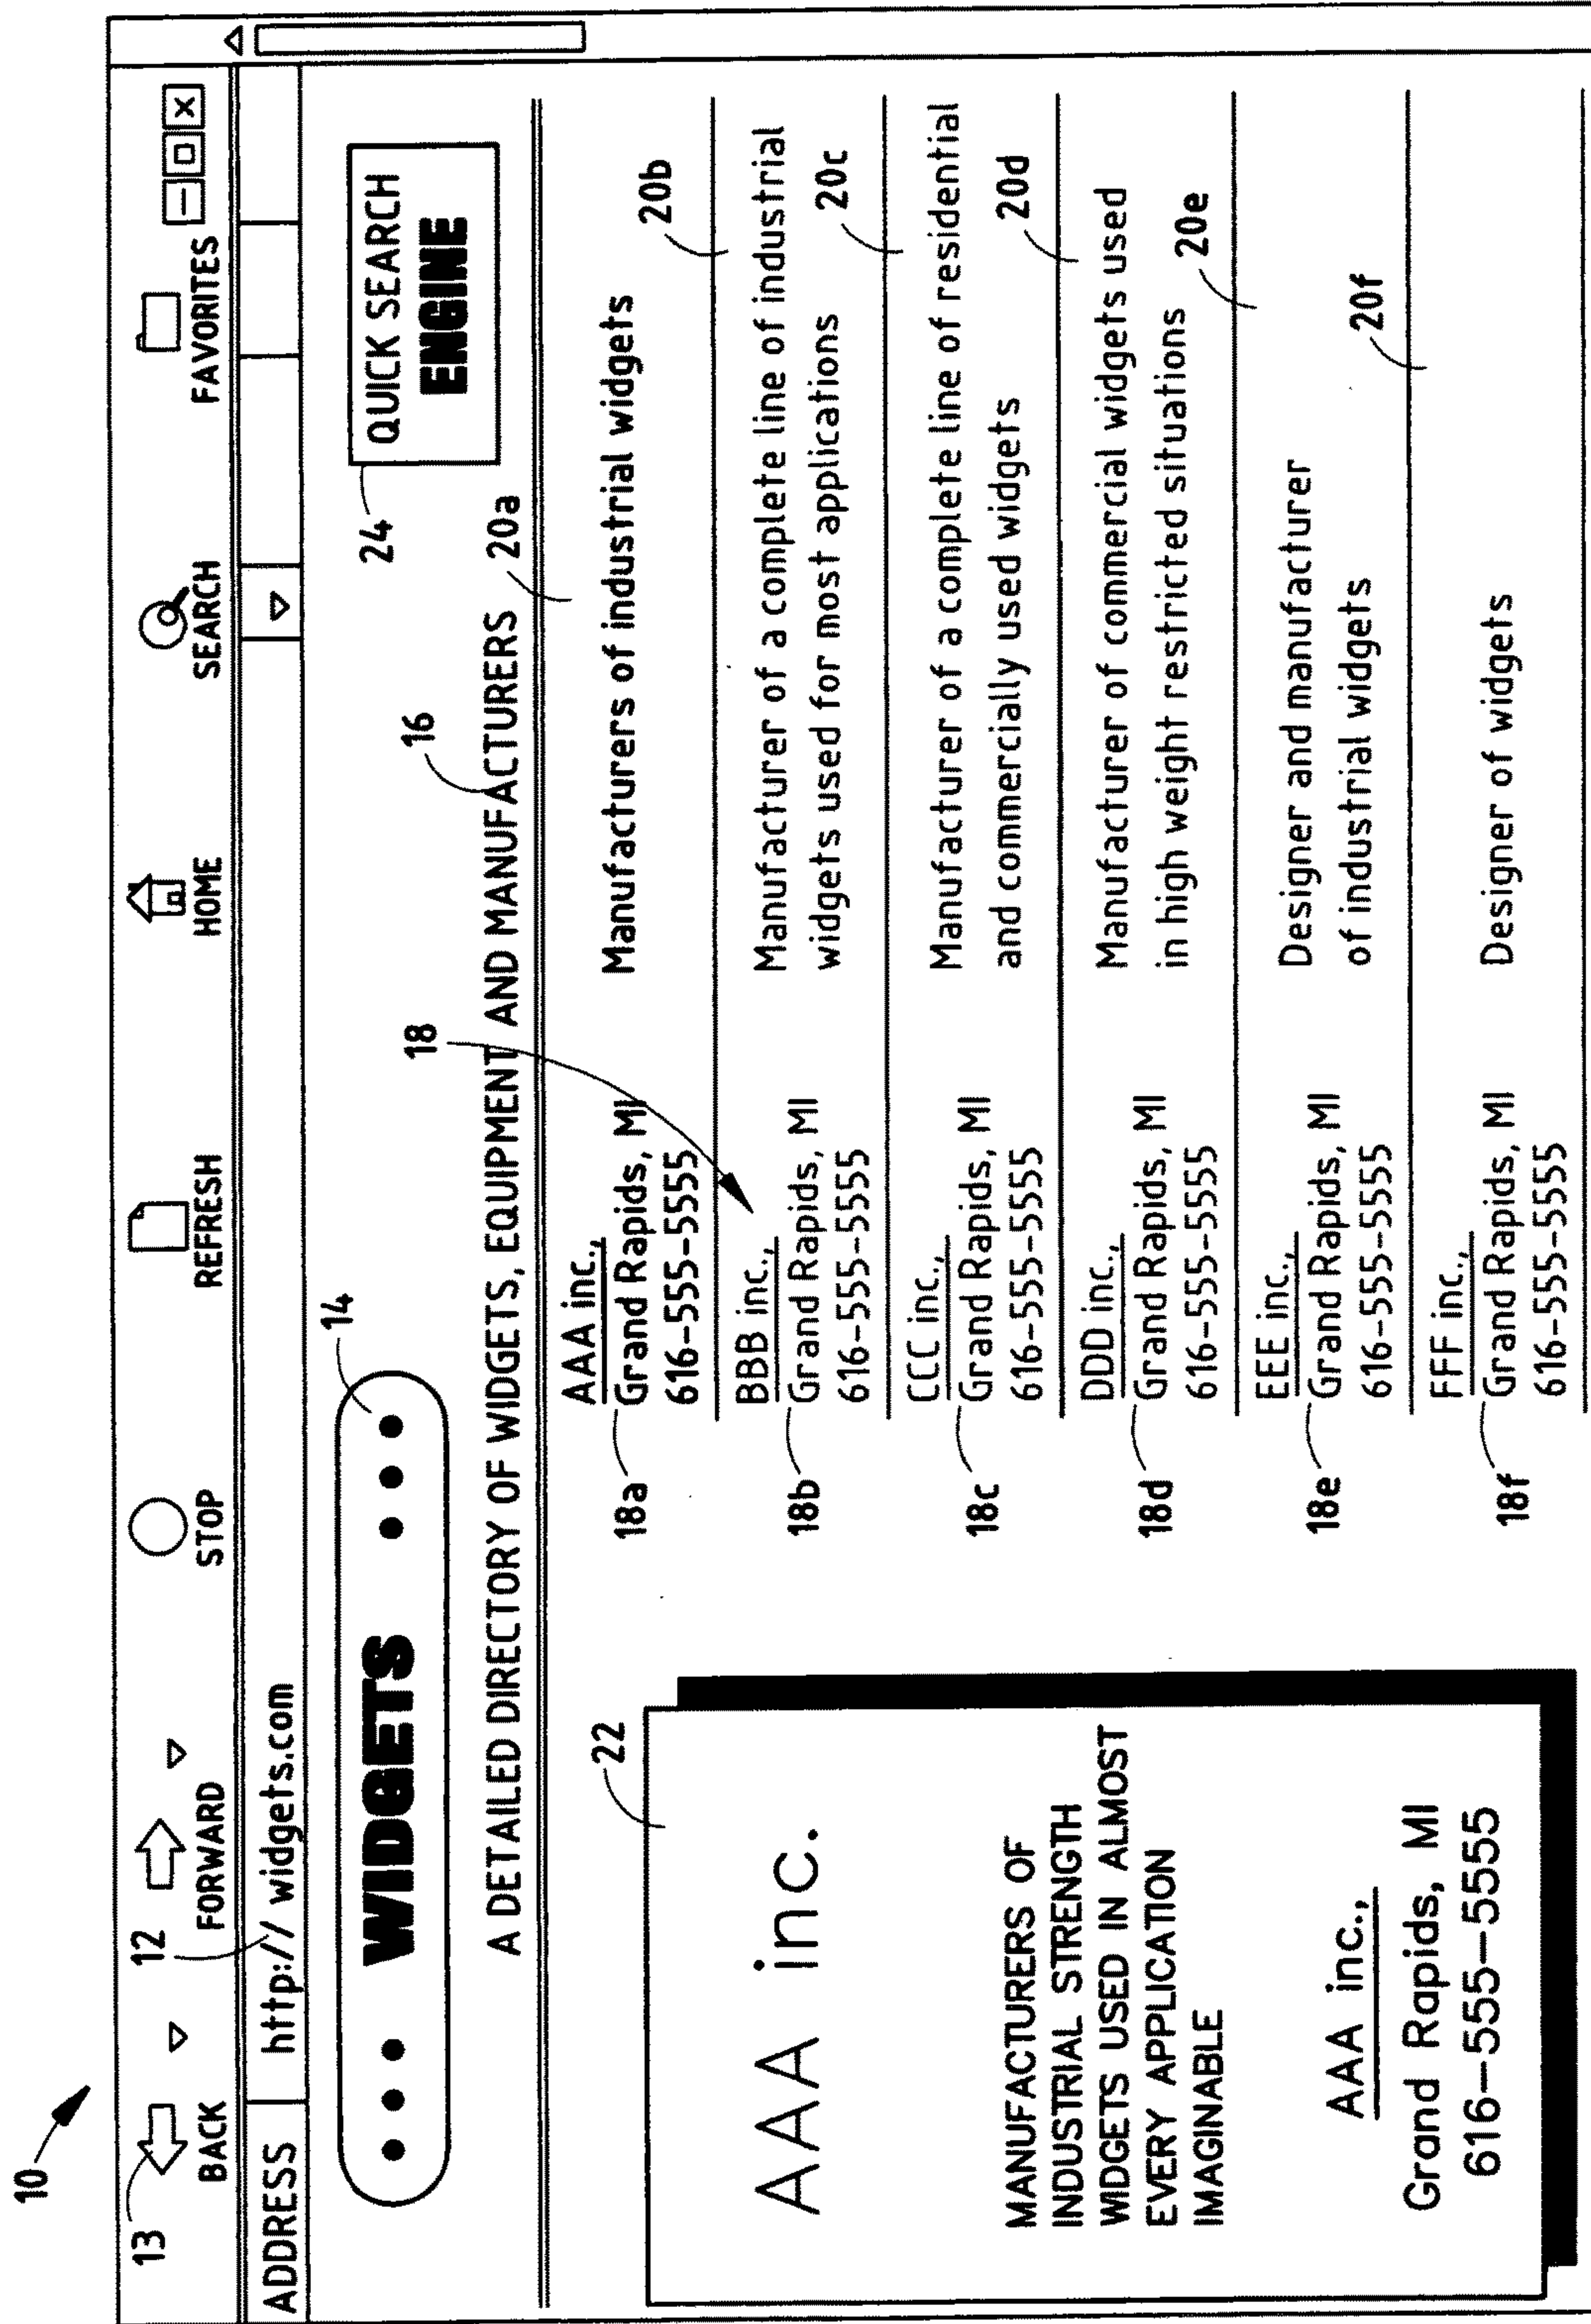 10
13
12
BACK
FORWARD
STOP
REFRESH
HOME
SEARCH
FAVORITES
X
ADDRESS
http:// widgets.com
14
WIDGETS
24
QUICK SEARCH
ENGINE
18
16
A DETAILED DIRECTORY OF WIDGETS, EQUIPMENT AND MANUFACTURERS
20a
22
AAA inc.
MANUFACTURERS OF
INDUSTRIAL STRENGTH
WIDGETS USED IN ALMOST
EVERY APPLICATION
IMAGINABLE
AAA inc.,
Grand Rapids, MI
616-555-5555
18a
AAA inc.,
Grand Rapids, MI
616-555-5555
Manufacturers of industrial widgets
20b
18b
BBB inc.,
Grand Rapids, MI
616-555-5555
Manufacturer of a complete line of industrial
widgets used for most applications
20c
18c
CCC inc.,
Grand Rapids, MI
616-555-5555
Manufacturer of a complete line of residential
and commercially used widgets
20d
18d
DDD inc.,
Grand Rapids, MI
616-555-5555
Manufacturer of commercial widgets used
in high weight restricted situations
20e
18e
EEE inc.,
Grand Rapids, MI
616-555-5555
Designer and manufacturer
of industrial widgets
20f
18f
FFF inc.,
Grand Rapids, MI
616-555-5555
Designer of widgets